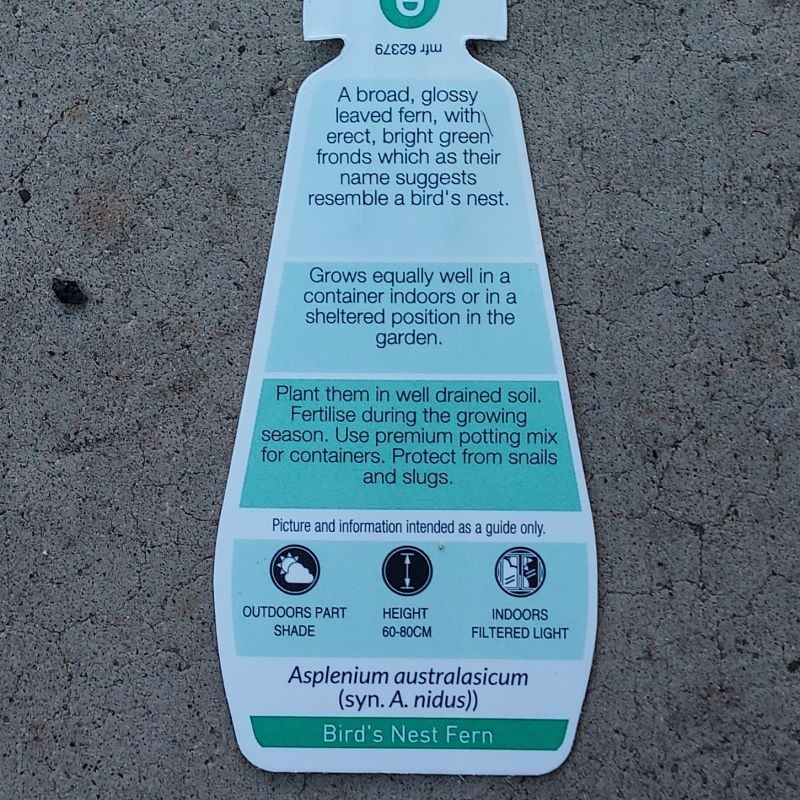 mfr 62379
A broad, glossy
leaved fern, with
erect, bright green
fronds which as their
name suggests
resemble a bird's nest.
Grows equally well in a
container indoors or in a
sheltered position in the
garden.
Plant them in well drained soil.
Fertilise during the growing
season. Use premium potting mix
for containers. Protect from snails
and slugs.
Picture and information intended as a guide only.
OUTDOORS PART
SHADE
HEIGHT
60-80CM
INDOORS
FILTERED LIGHT
Asplenium australasicum
(syn. A. nidus))
Bird's Nest Fern